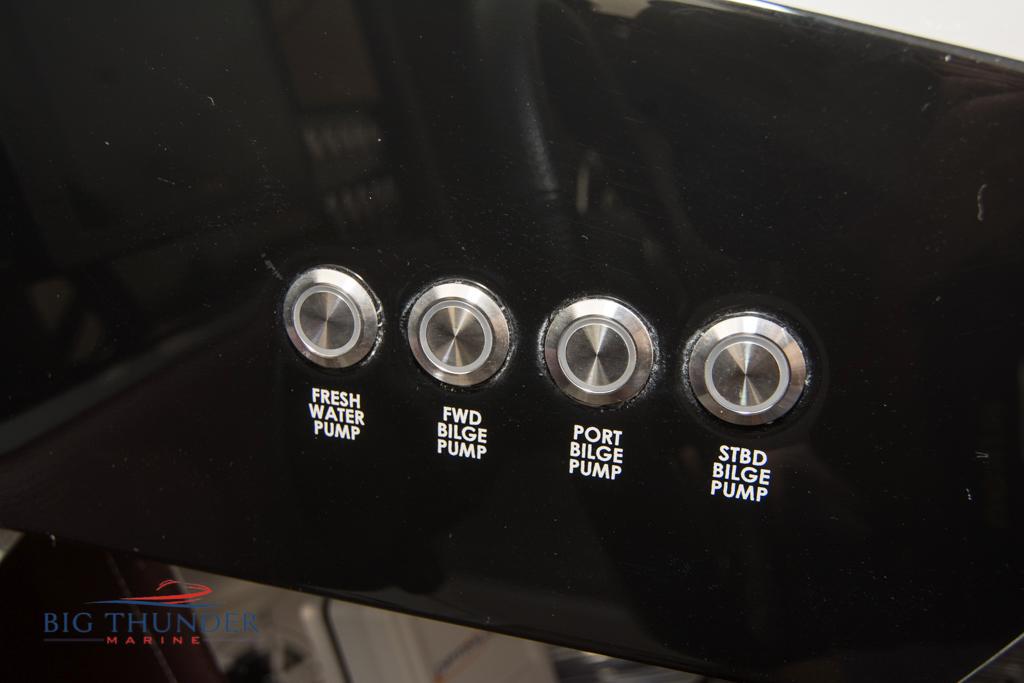 FRESH
WATER
PUMP
FWD
BILGE
PUMP
PORT
BILGE
PUMP
STBD
BILGE
PUMP
BIG THUNDER
MARINE